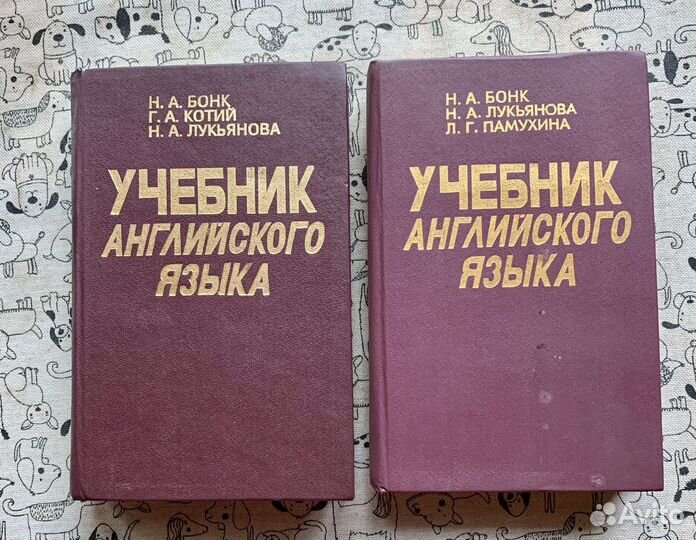 Н. А. БОНК
Г. А. КОТИЙ
Н. А. ЛУКЬЯНОВА
УЧЕБНИК
АНГЛИЙСКОГО
ЯЗЫКА
Н. А. БОНК
Н. А. ЛУКЬЯНОВА
Л. Г. ПАМУХИНА
УЧЕБНИК
АНГЛИЙСКОГО
ЯЗЫКА
Avito